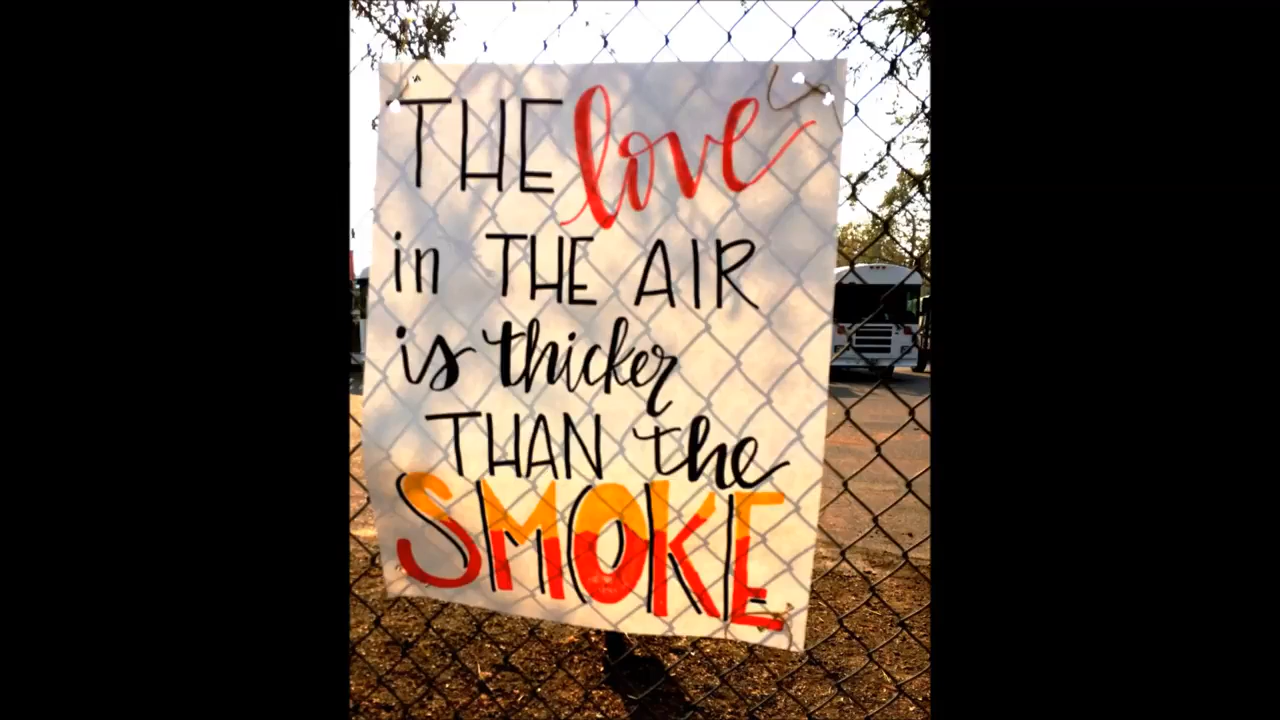 THE love
in THE AIR
is thicker
THAN the
SMOKE